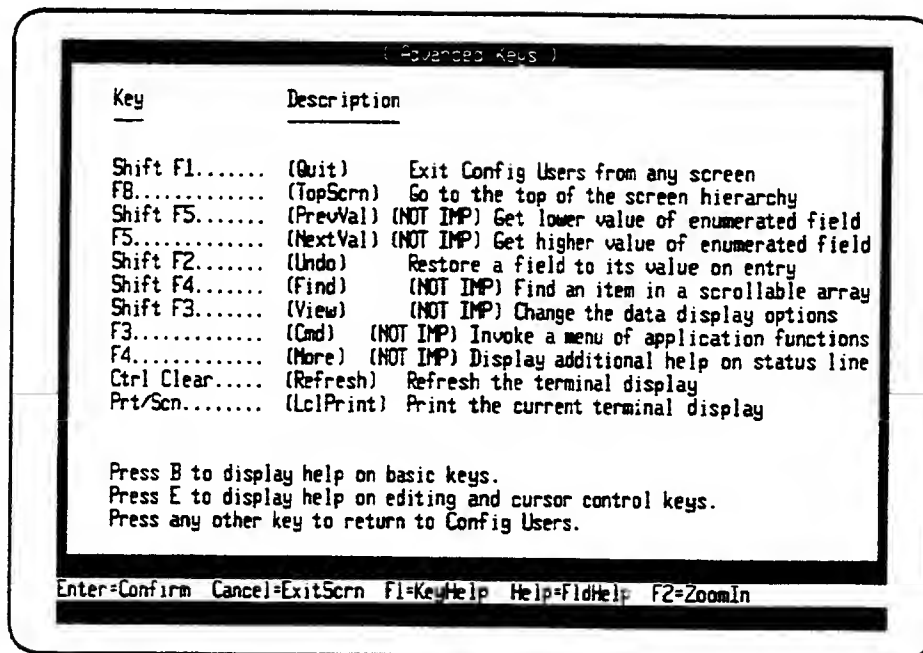 ( Advanced Keys )
Key Description
Shift F1....... (Quit) Exit Config Users from any screen
F8............. (TopScrn) Go to the top of the screen hierarchy
Shift F5....... (PrevVal) (NOT IMP) Get lower value of enumerated field
F5............. (NextVal) (NOT IMP) Get higher value of enumerated field
Shift F2....... (Undo) Restore a field to its value on entry
Shift F4....... (Find) (NOT IMP) Find an item in a scrollable array
Shift F3....... (View) (NOT IMP) Change the data display options
F3............. (Cmd) (NOT IMP) Invoke a menu of application functions
F4............. (More) (NOT IMP) Display additional help on status line
Ctrl Clear..... (Refresh) Refresh the terminal display
Prt/Scn........ (LclPrint) Print the current terminal display
Press B to display help on basic keys.
Press E to display help on editing and cursor control keys.
Press any other key to return to Config Users.
Enter=Confirm Cancel=ExitScrn F1=KeyHelp Help=FldHelp F2=ZoomIn